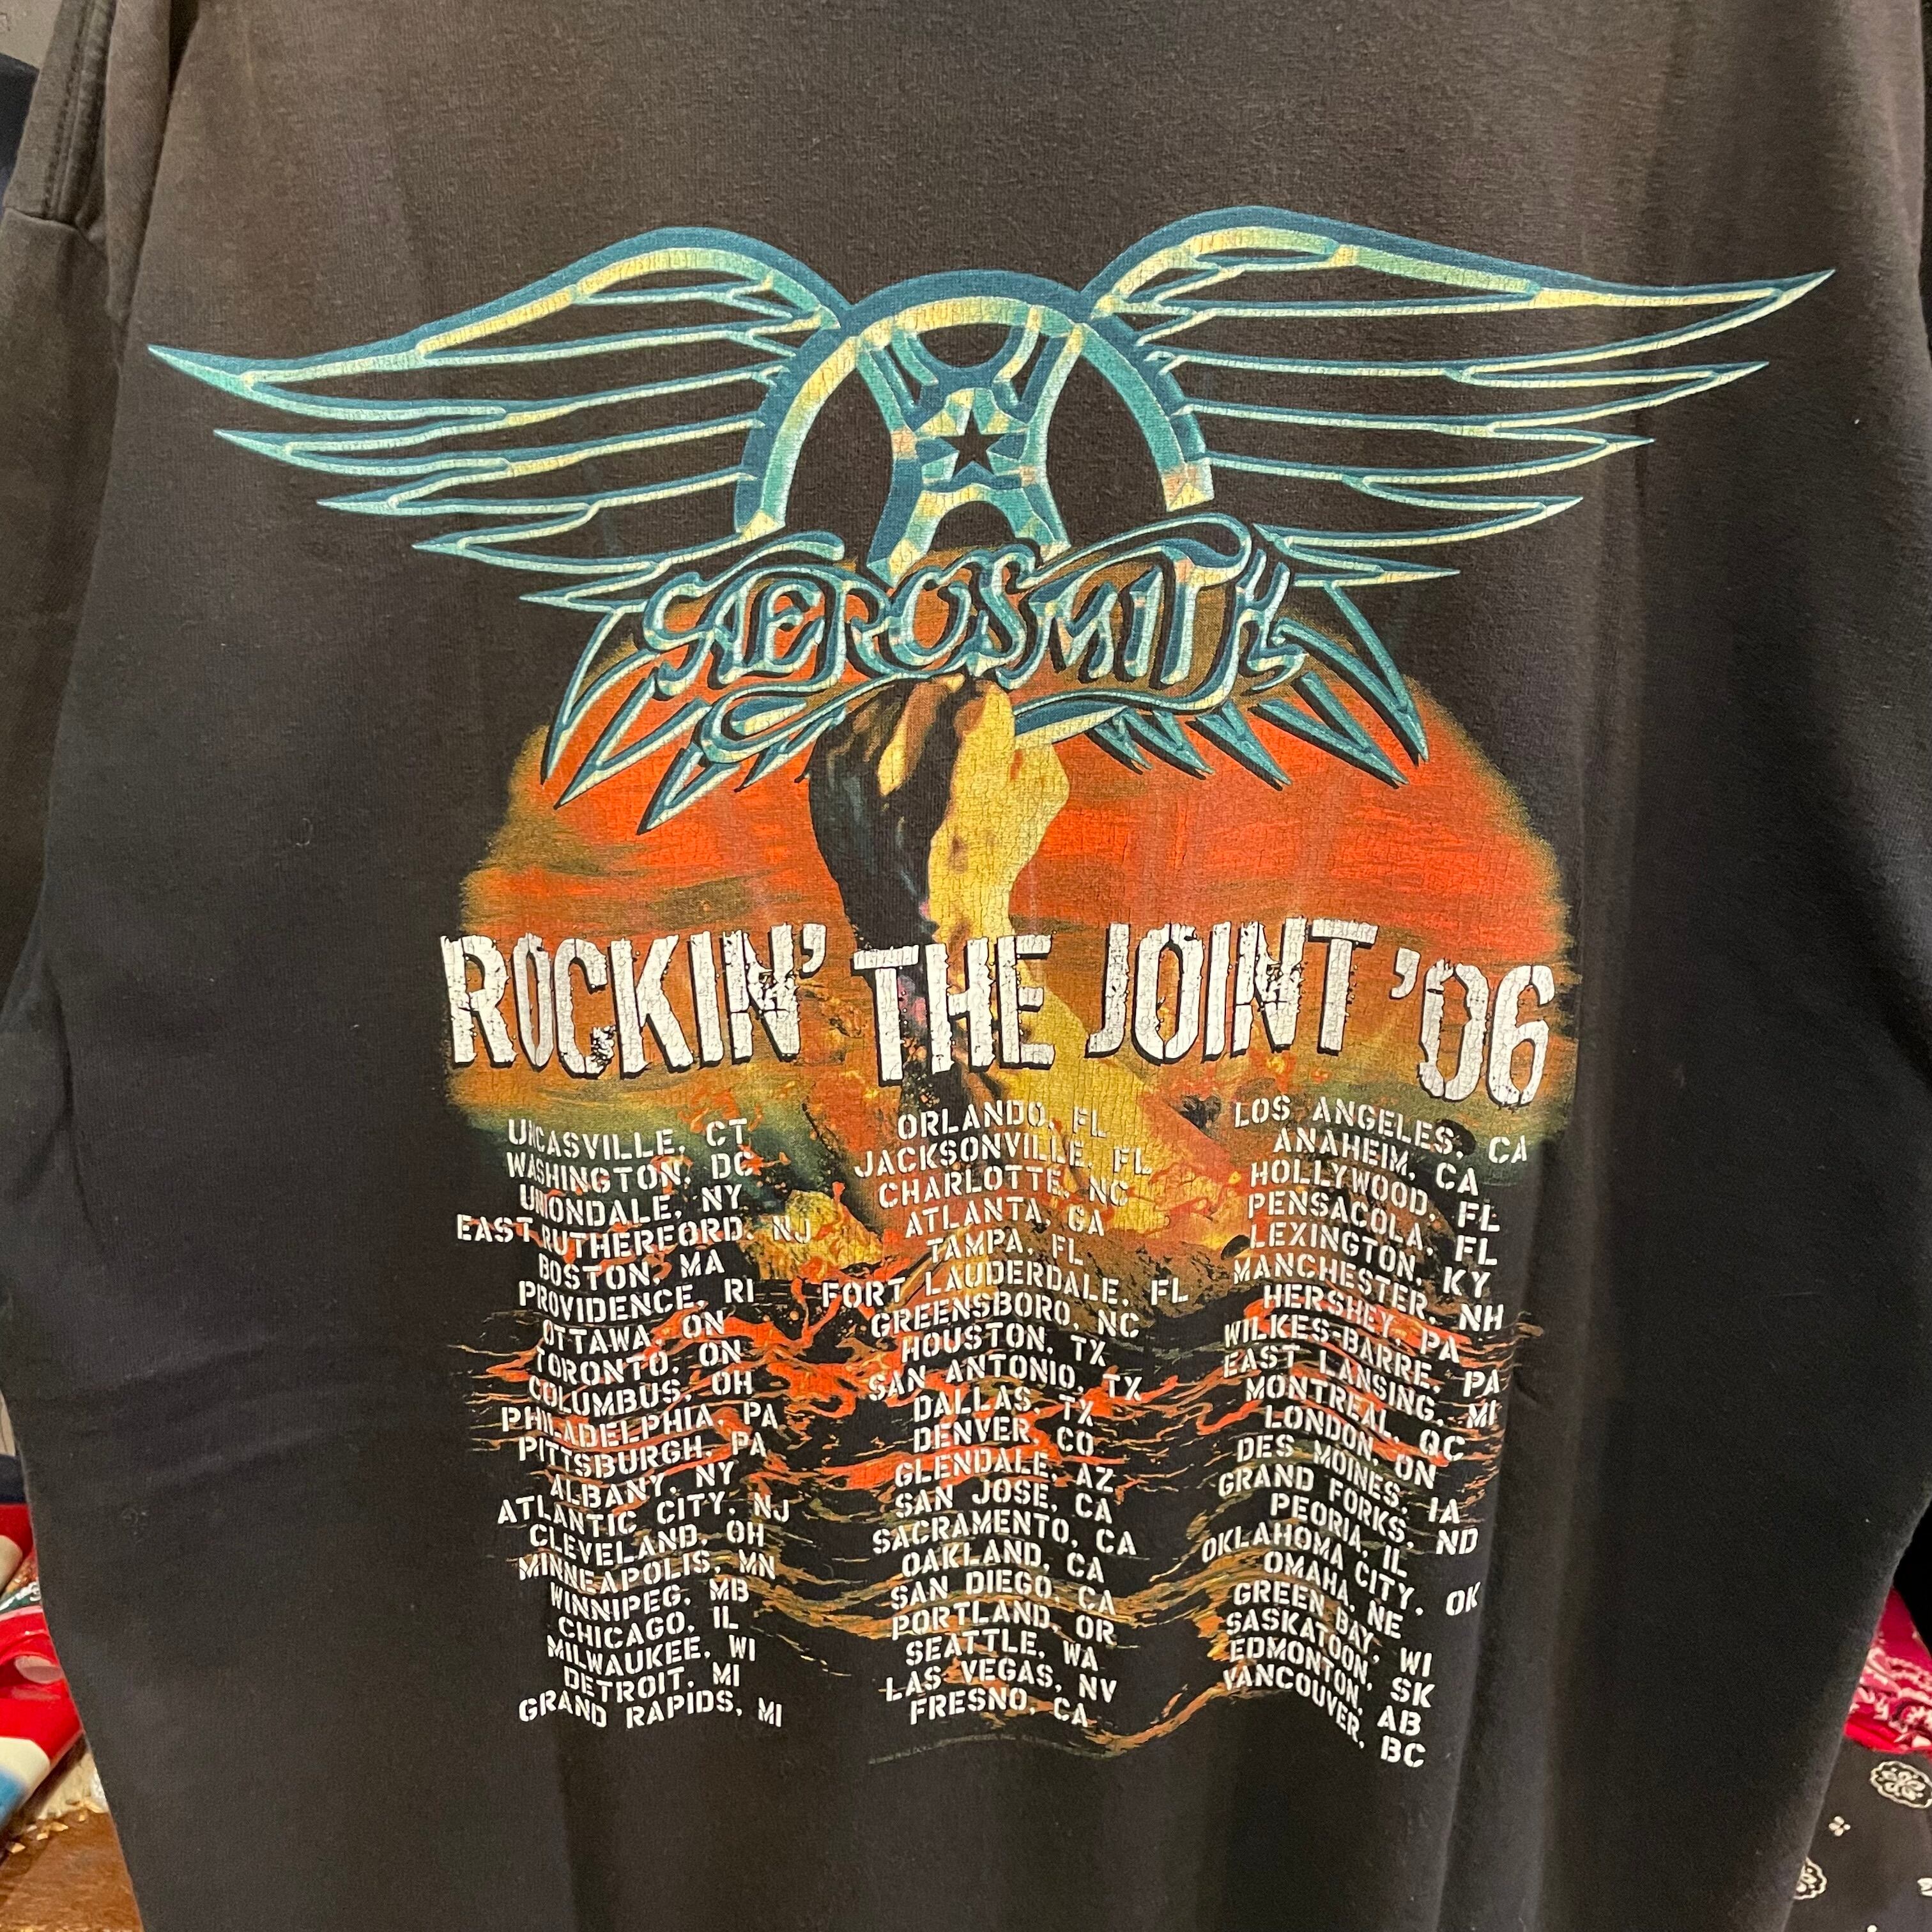 AEROSMITH
ROCKIN' THE JOINT '06
UNCASVILLE, CT
WASHINGTON, DC
UNIONDALE, NY
EAST RUTHEREORD, NJ
BOSTON, MA
PROVIDENCE, RI
OTTAWA, ON
TORONTO, ON
COLUMBUS, OH
PHILADELPHIA, PA
PITTSBURGH, PA
ALBANY, NY
ATLANTIC CITY, NJ
CLEVELAND, OH
MINNEAPOLIS, MN
WINNIPEG, MB
CHICAGO, IL
MILWAUKEE, WI
DETROIT, MI
GRAND RAPIDS, MI
ORLANDO, FL
JACKSONVILLE, FL
CHARLOTTE, NC
ATLANTA, GA
TAMPA, FL
FORT LAUDERDALE, FL
GREENSBORO, NC
HOUSTON, TX
SAN ANTONIO, TX
DALLAS, TX
DENVER, CO
GLENDALE, AZ
SAN JOSE, CA
SACRAMENTO, CA
OAKLAND, CA
SAN DIEGO, CA
PORTLAND, OR
SEATTLE, WA
LAS VEGAS, NV
FRESNO, CA
LOS ANGELES, CA
ANAHEIM, CA
HOLLYWOOD, FL
PENSACOLA, FL
LEXINGTON, KY
MANCHESTER, NH
HERSHEY, PA
WILKES-BARRE, PA
EAST LANSING, MI
MONTREAL, QC
LONDON, ON
DES MOINES, IA
GRAND FORKS, ND
PEORIA, IL
OKLAHOMA CITY, OK
OMAHA, NE
GREEN BAY, WI
SASKATOON, SK
EDMONTON, AB
VANCOUVER, BC